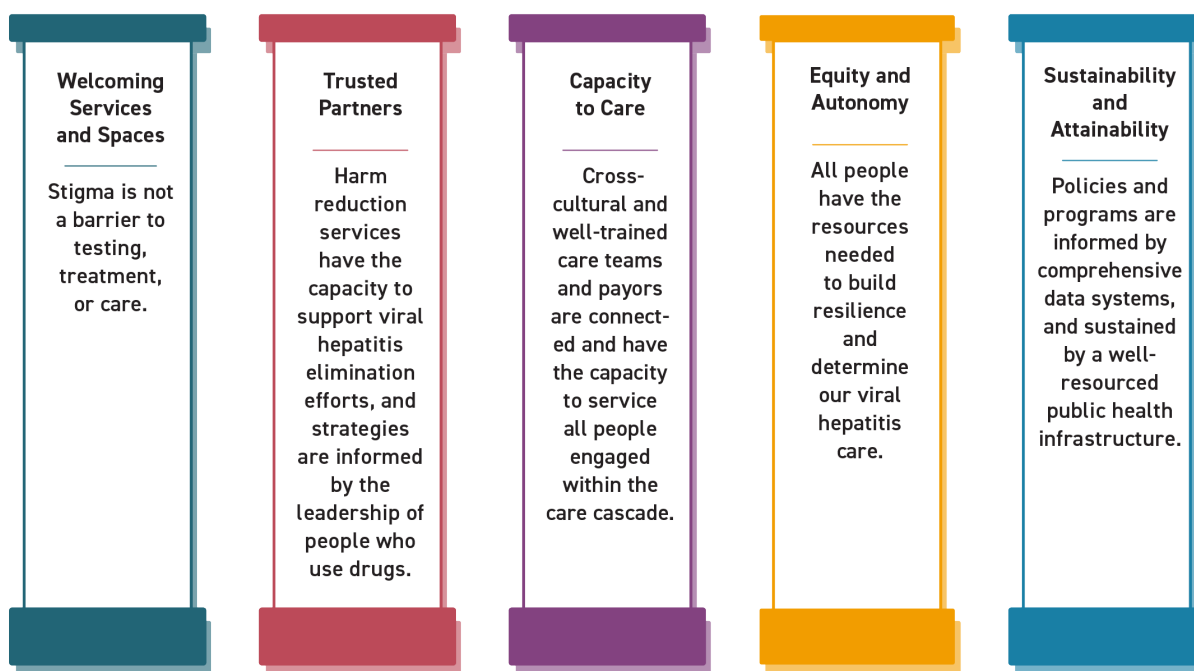 Welcoming
Services
and Spaces
Stigma is not
a barrier to
testing,
treatment,
or care.
Trusted
Partners
Harm
reduction
services
have the
capacity to
support viral
hepatitis
elimination
efforts, and
strategies
are informed
by the
leadership of
people who
use drugs.
Capacity
to Care
Cross-
cultural and
well-trained
care teams
and payors
are connect-
ed and have
the capacity
to service
all people
engaged
within the
care cascade.
Equity and
Autonomy
All people
have the
resources
needed
to build
resilience
and
determine
our viral
hepatitis
care.
Sustainability
and
Attainability
Policies and
programs are
informed by
comprehensive
data systems,
and sustained
by a well-
resourced
public health
infrastructure.